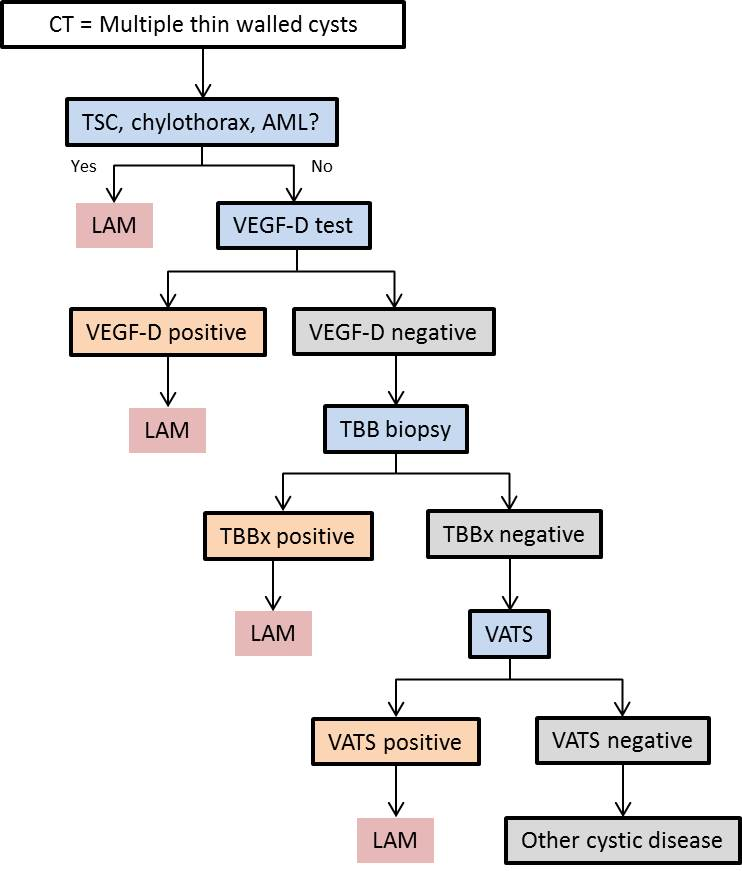 CT = Multiple thin walled cysts
TSC, chylothorax, AML?
Yes
No
LAM
VEGF-D test
VEGF-D positive
VEGF-D negative
LAM
TBB biopsy
TBBx positive
TBBx negative
LAM
VATS
VATS positive
VATS negative
LAM
Other cystic disease